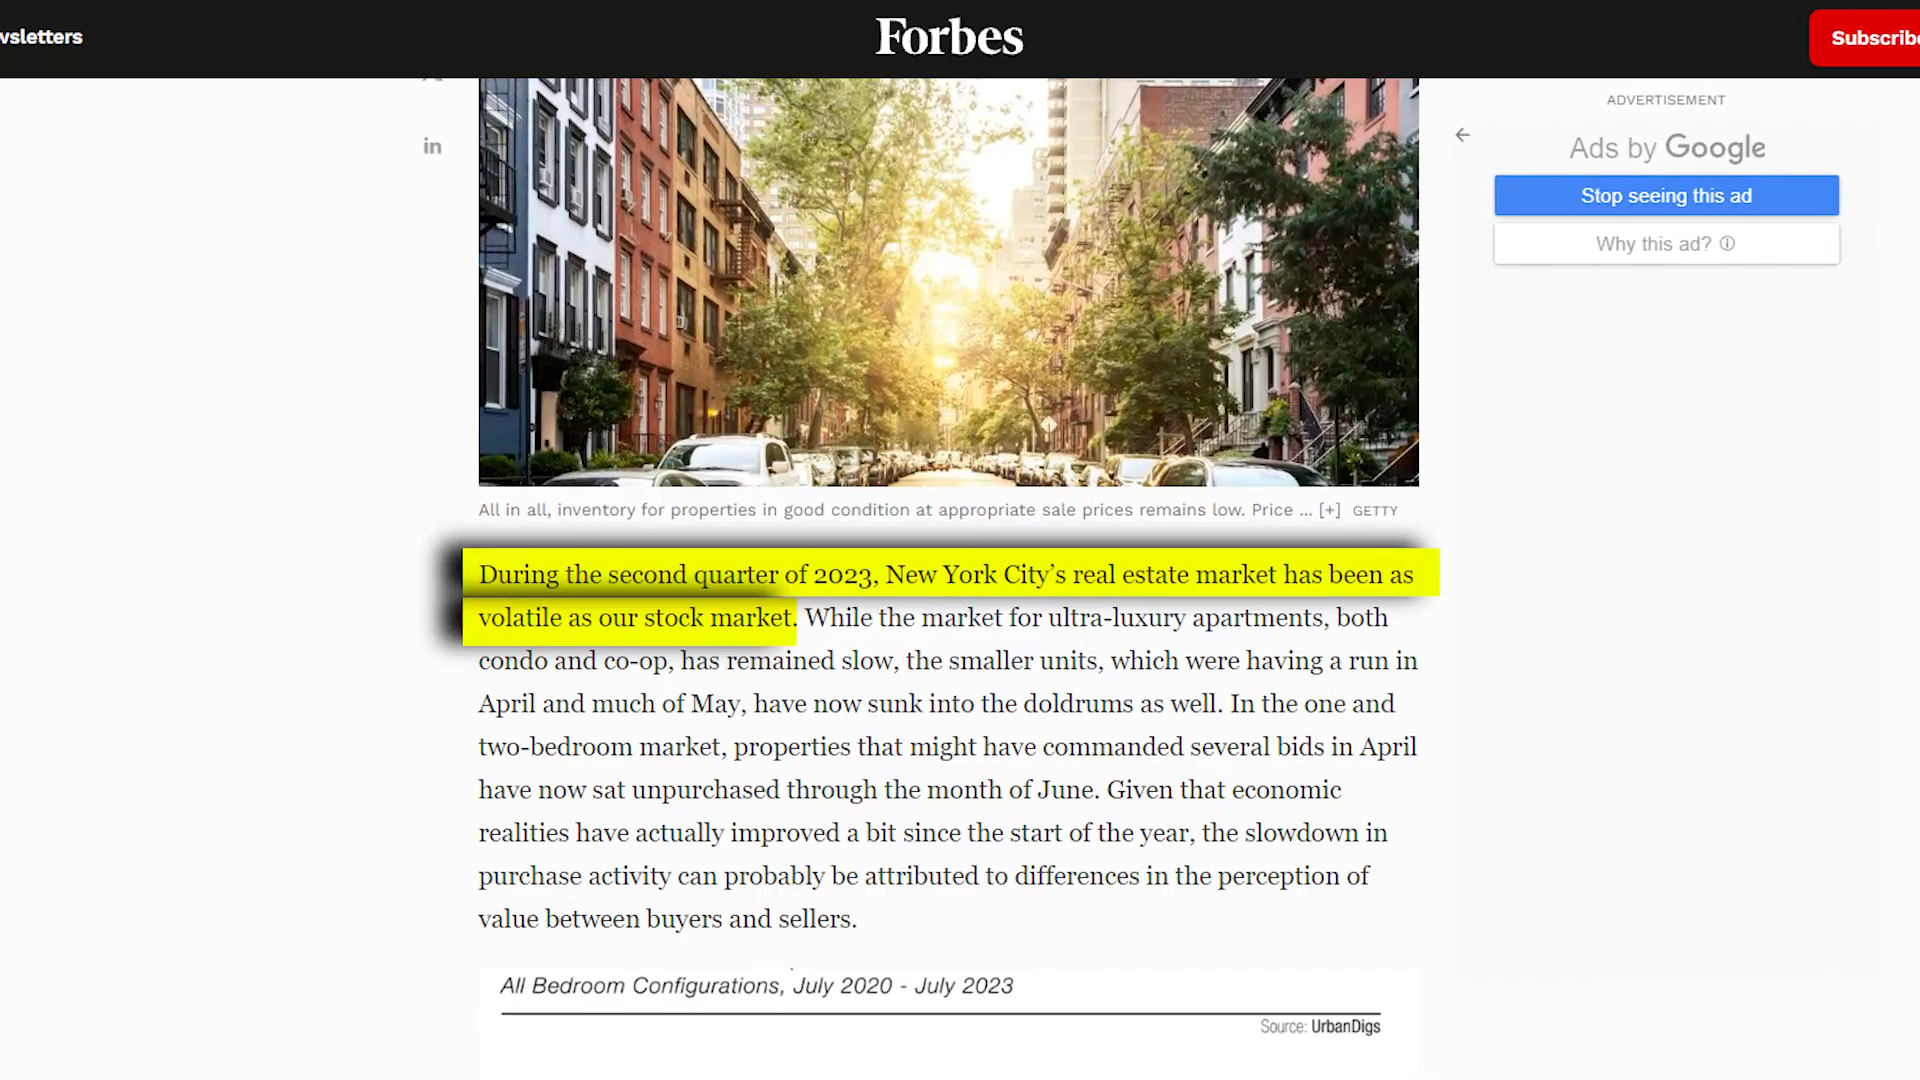 wsletters
Forbes
Subscribe
ADVERTISEMENT
in
Ads by Google
Stop seeing this ad
Why this ad?
All in all, inventory for properties in good condition at appropriate sale prices remains low. Price ... [+] GETTY
During the second quarter of 2023, New York City’s real estate market has been as
volatile as our stock market. While the market for ultra-luxury apartments, both
condo and co-op, has remained slow, the smaller units, which were having a run in
April and much of May, have now sunk into the doldrums as well. In the one and
two-bedroom market, properties that might have commanded several bids in April
have now sat unpurchased through the month of June. Given that economic
realities have actually improved a bit since the start of the year, the slowdown in
purchase activity can probably be attributed to differences in the perception of
value between buyers and sellers.
All Bedroom Configurations, July 2020 - July 2023
Source: UrbanDigs